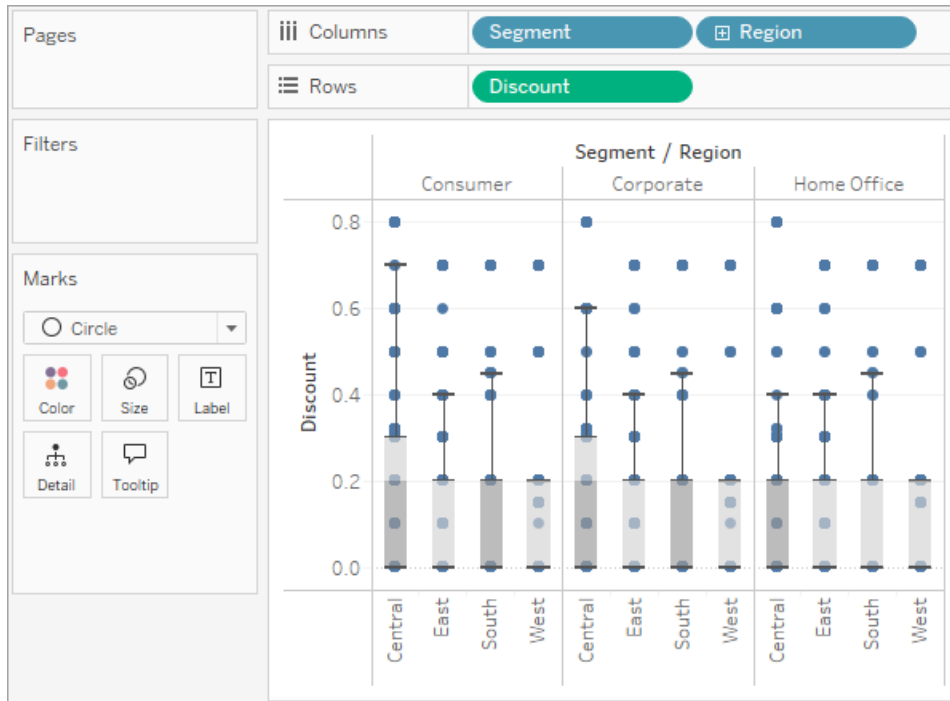 Pages
Columns
Segment
Region
Rows
Discount
Filters
Marks
Circle
Color
Size
Label
Detail
Tooltip
Segment / Region
Consumer
Corporate
Home Office
Discount
0.8
0.6
0.4
0.2
0.0
Central
East
South
West
Central
East
South
West
Central
East
South
West